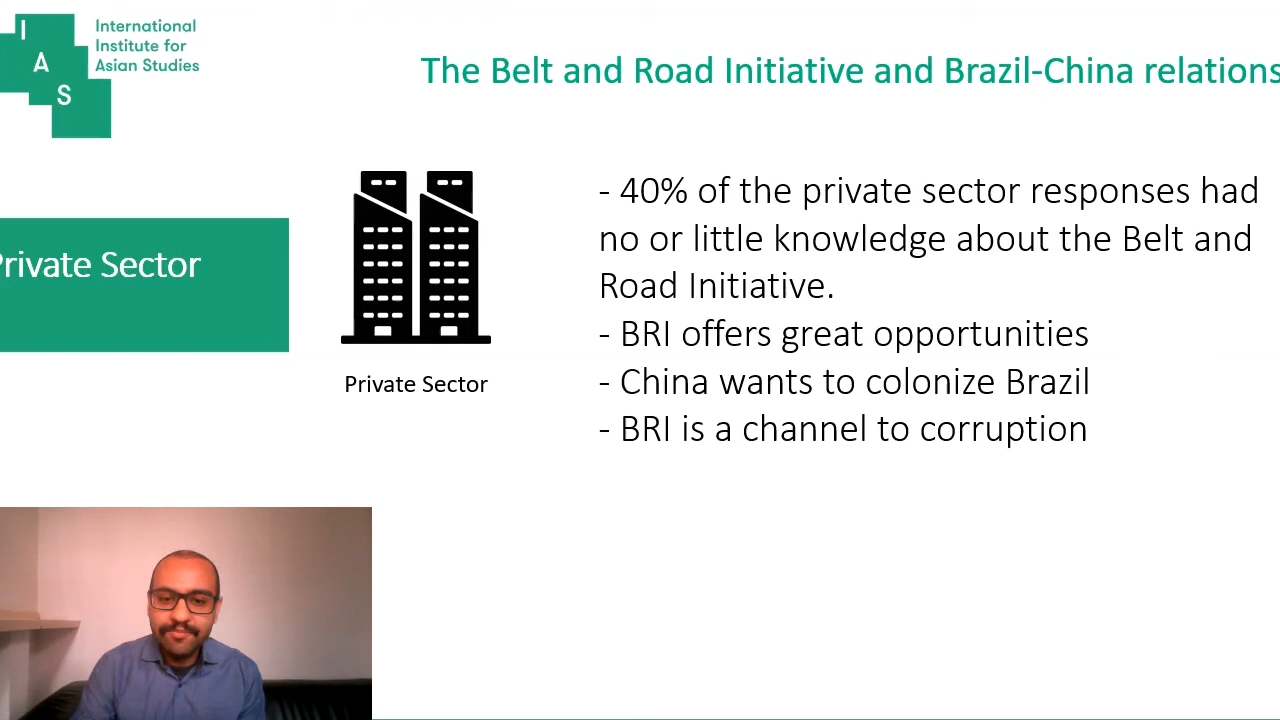 I
A
S
International
Institute for
Asian Studies
The Belt and Road Initiative and Brazil-China relations
Private Sector
Private Sector
- 40% of the private sector responses had
no or little knowledge about the Belt and
Road Initiative.
- BRI offers great opportunities
- China wants to colonize Brazil
- BRI is a channel to corruption